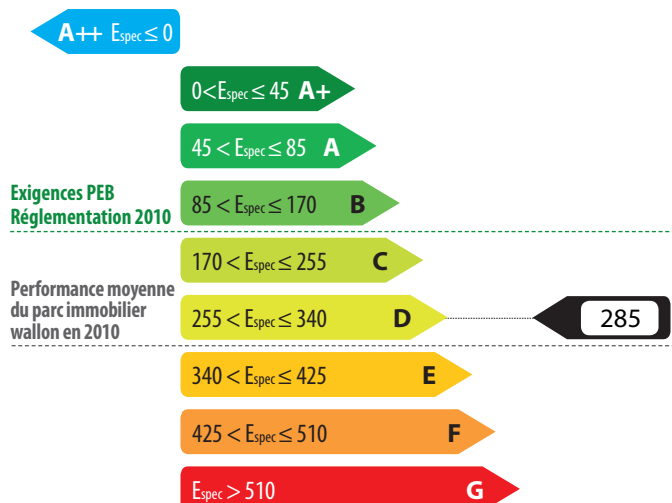 A++ Espec ≤ 0
0<Espec ≤ 45 A+
45 < Espec ≤ 85 A
Exigences PEB
Réglementation 2010
85 < Espec ≤ 170 B
170 < Espec ≤ 255 C
Performance moyenne
du parc immobilier
wallon en 2010
255 < Espec ≤ 340 D
285
340 < Espec ≤ 425 E
425 < Espec ≤ 510 F
Espec > 510 G